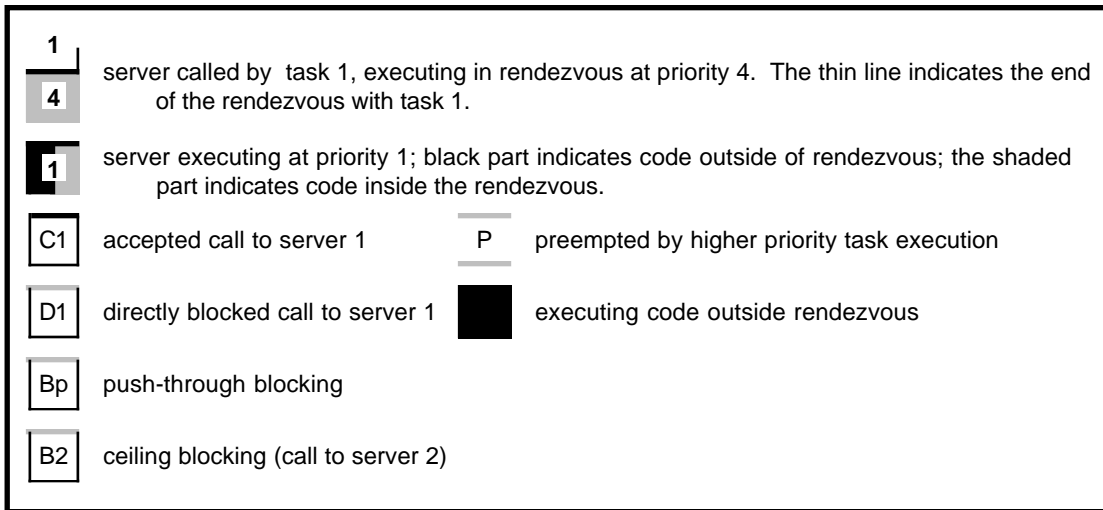 1
server called by task 1, executing in rendezvous at priority 4. The thin line indicates the end
4
of the rendezvous with task 1.
server executing at priority 1; black part indicates code outside of rendezvous; the shaded
1
part indicates code inside the rendezvous.
C1 accepted call to server 1 P preempted by higher priority task execution
D1 directly blocked call to server 1 executing code outside rendezvous
Bp push-through blocking
B2 ceiling blocking (call to server 2)